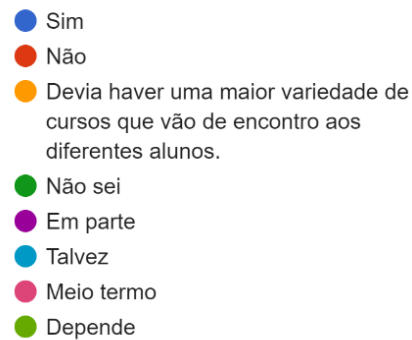 Sim
Não
Devia haver uma maior variedade de
cursos que vão de encontro aos
diferentes alunos.
Não sei
Em parte
Talvez
Meio termo
Depende